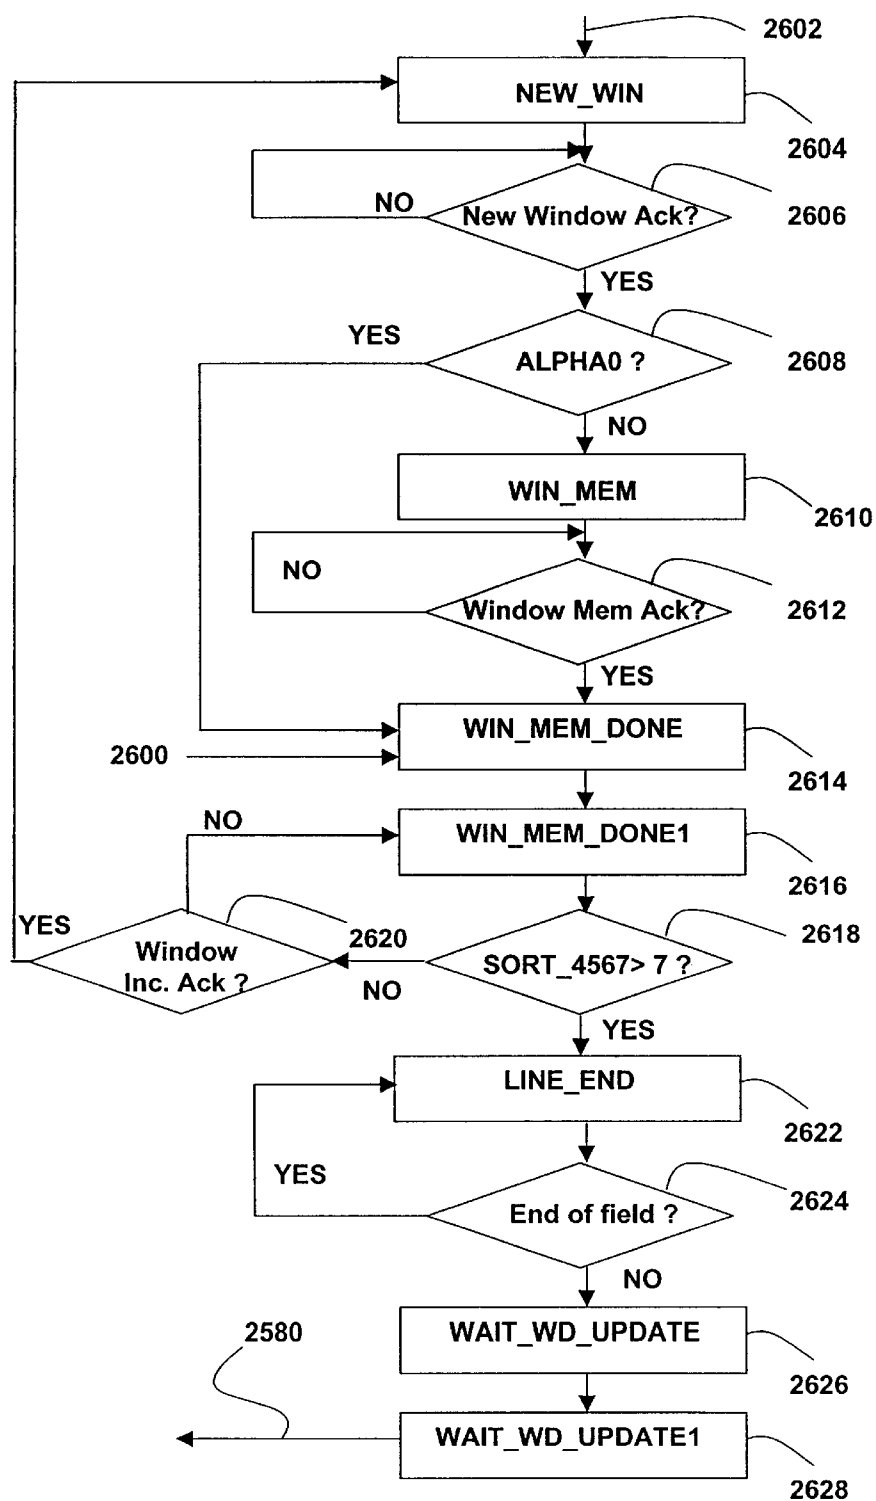 2602
NEW_WIN
2604
NO
New Window Ack?
2606
YES
YES
ALPHA0 ?
2608
NO
WIN_MEM
2610
NO
Window Mem Ack?
2612
YES
WIN_MEM_DONE
2600
2614
NO
WIN_MEM_DONE1
2616
YES
2620
2618
Window
Inc. Ack ?
SORT_4567> 7 ?
NO
YES
LINE_END
2622
YES
2624
End of field ?
NO
2580
WAIT_WD_UPDATE
2626
WAIT_WD_UPDATE1
2628